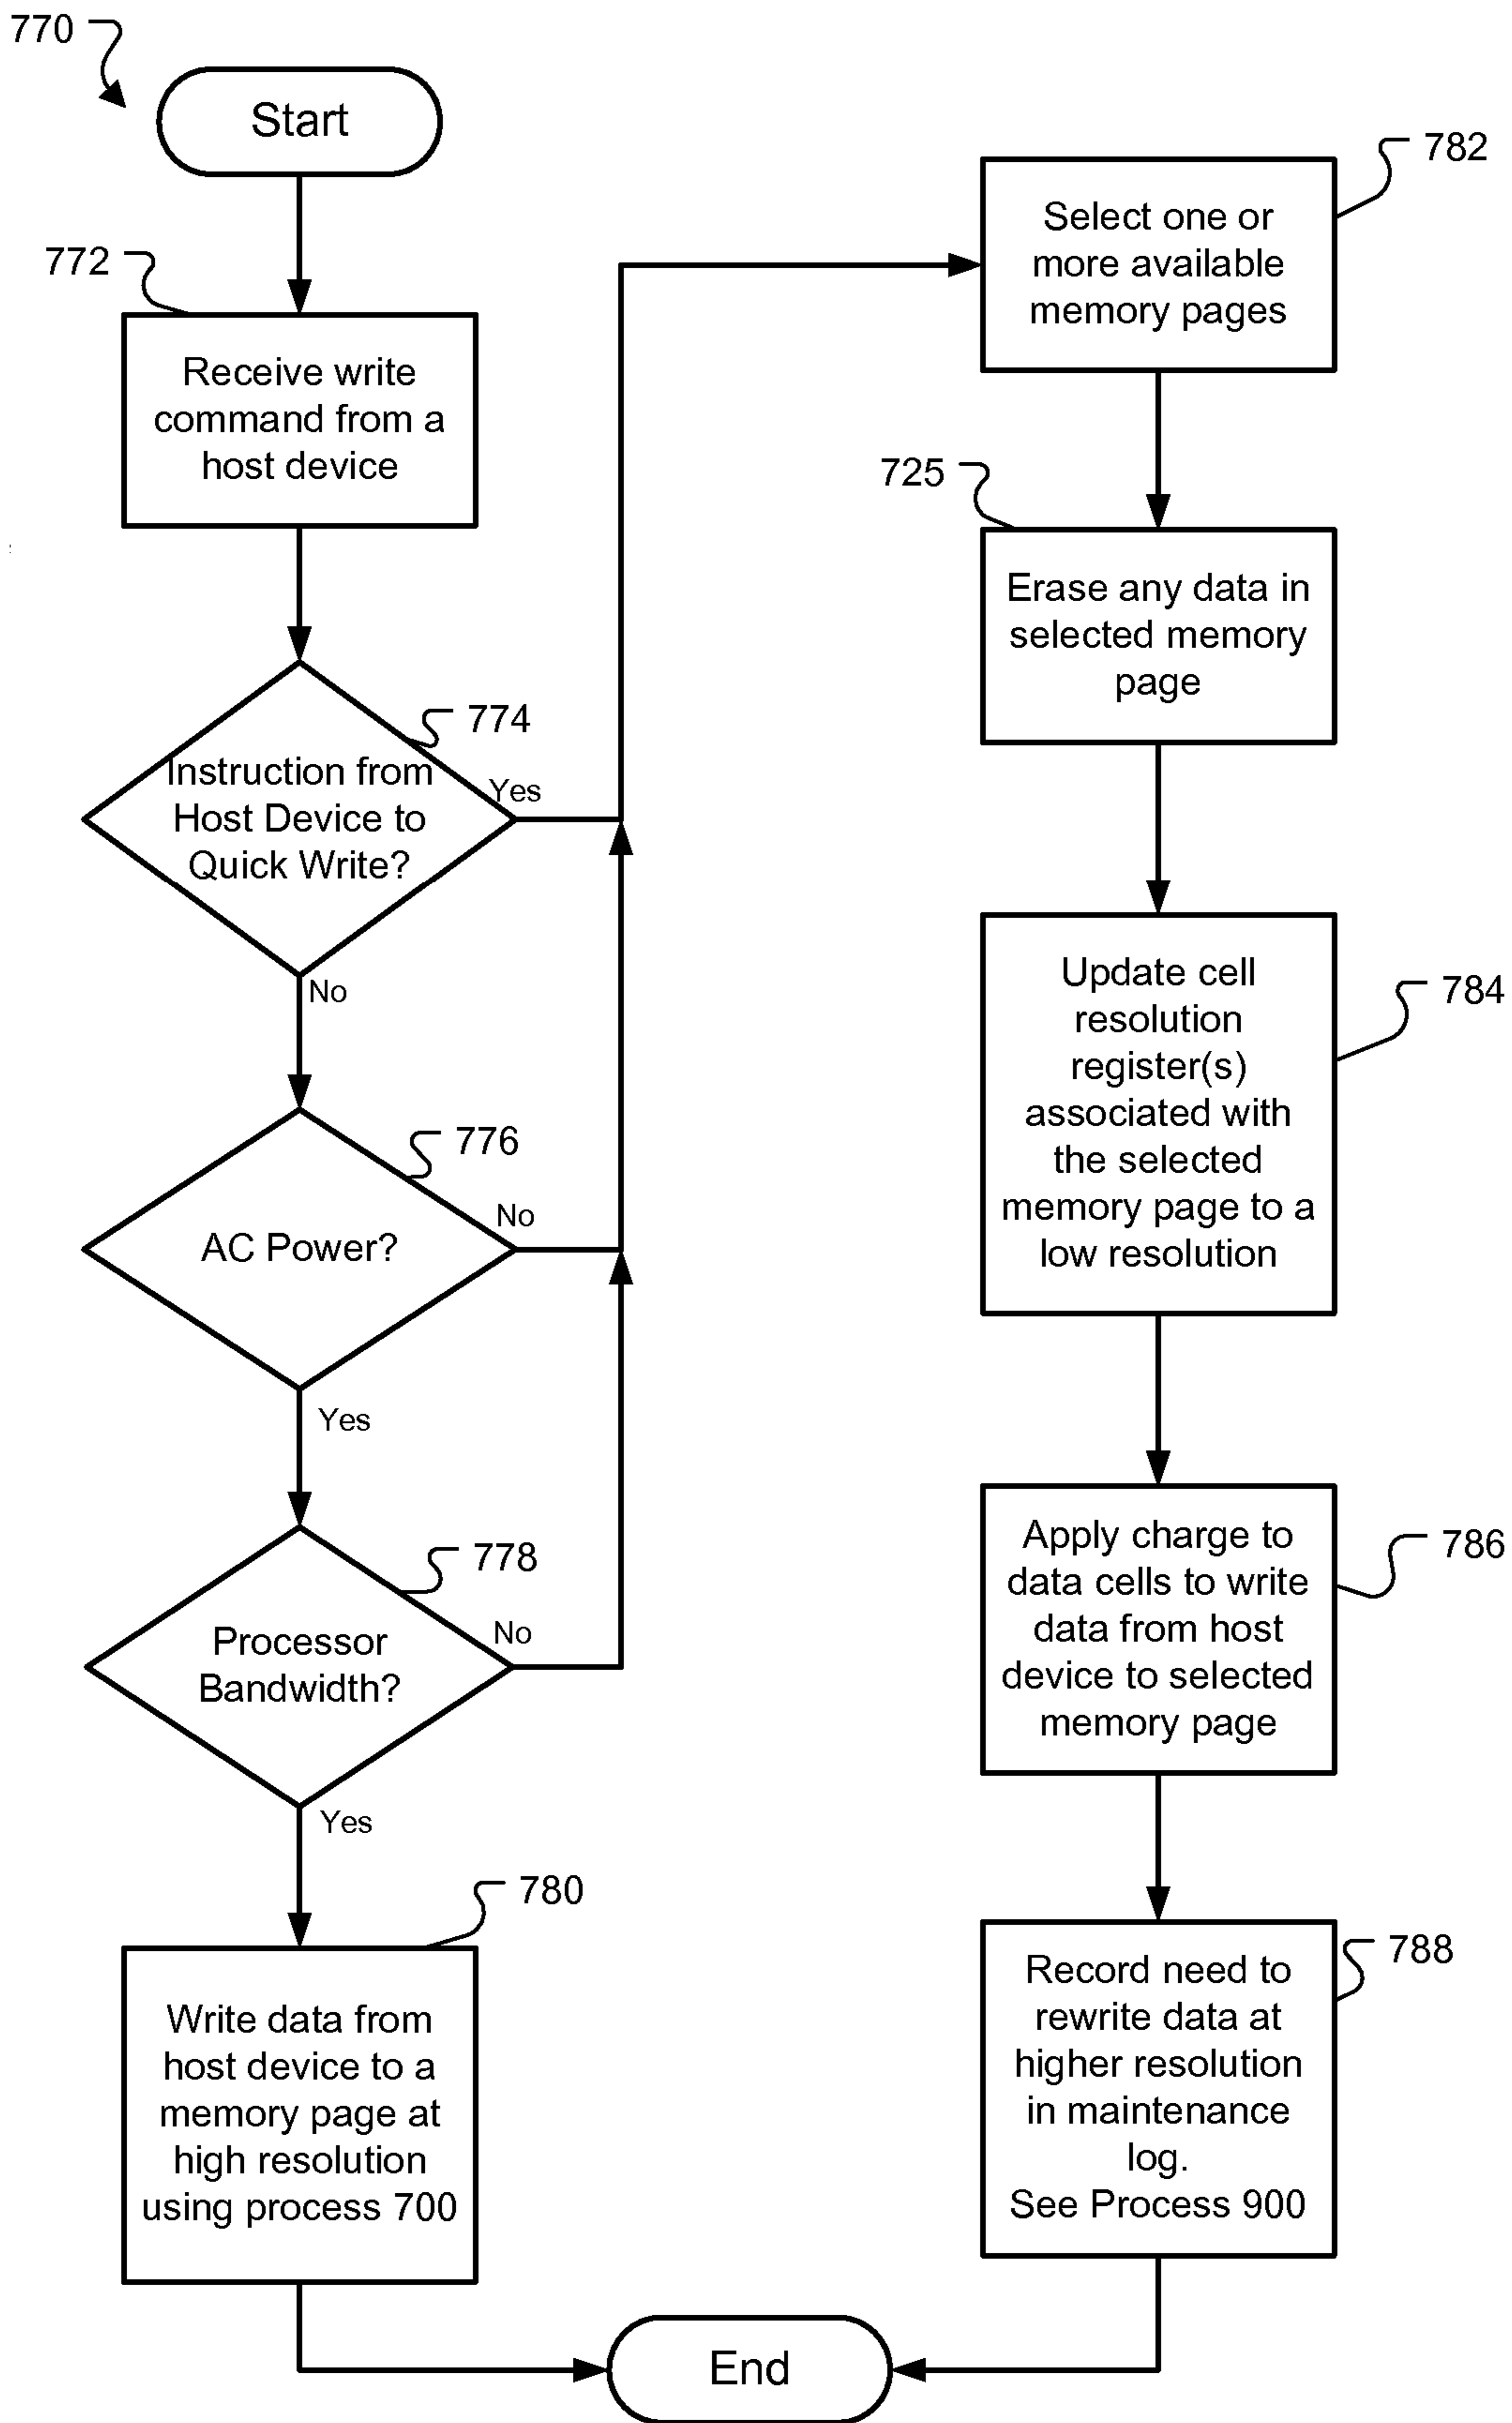 770
Start
772
Receive write
command from a
host device
774
Instruction from
Host Device to
Quick Write?
Yes
No
776
AC Power?
No
Yes
778
Processor
Bandwidth?
No
Yes
780
Write data from
host device to a
memory page at
high resolution
using process 700
782
Select one or
more available
memory pages
725
Erase any data in
selected memory
page
784
Update cell
resolution
register(s)
associated with
the selected
memory page to a
low resolution
786
Apply charge to
data cells to write
data from host
device to selected
memory page
788
Record need to
rewrite data at
higher resolution
in maintenance
log.
See Process 900
End